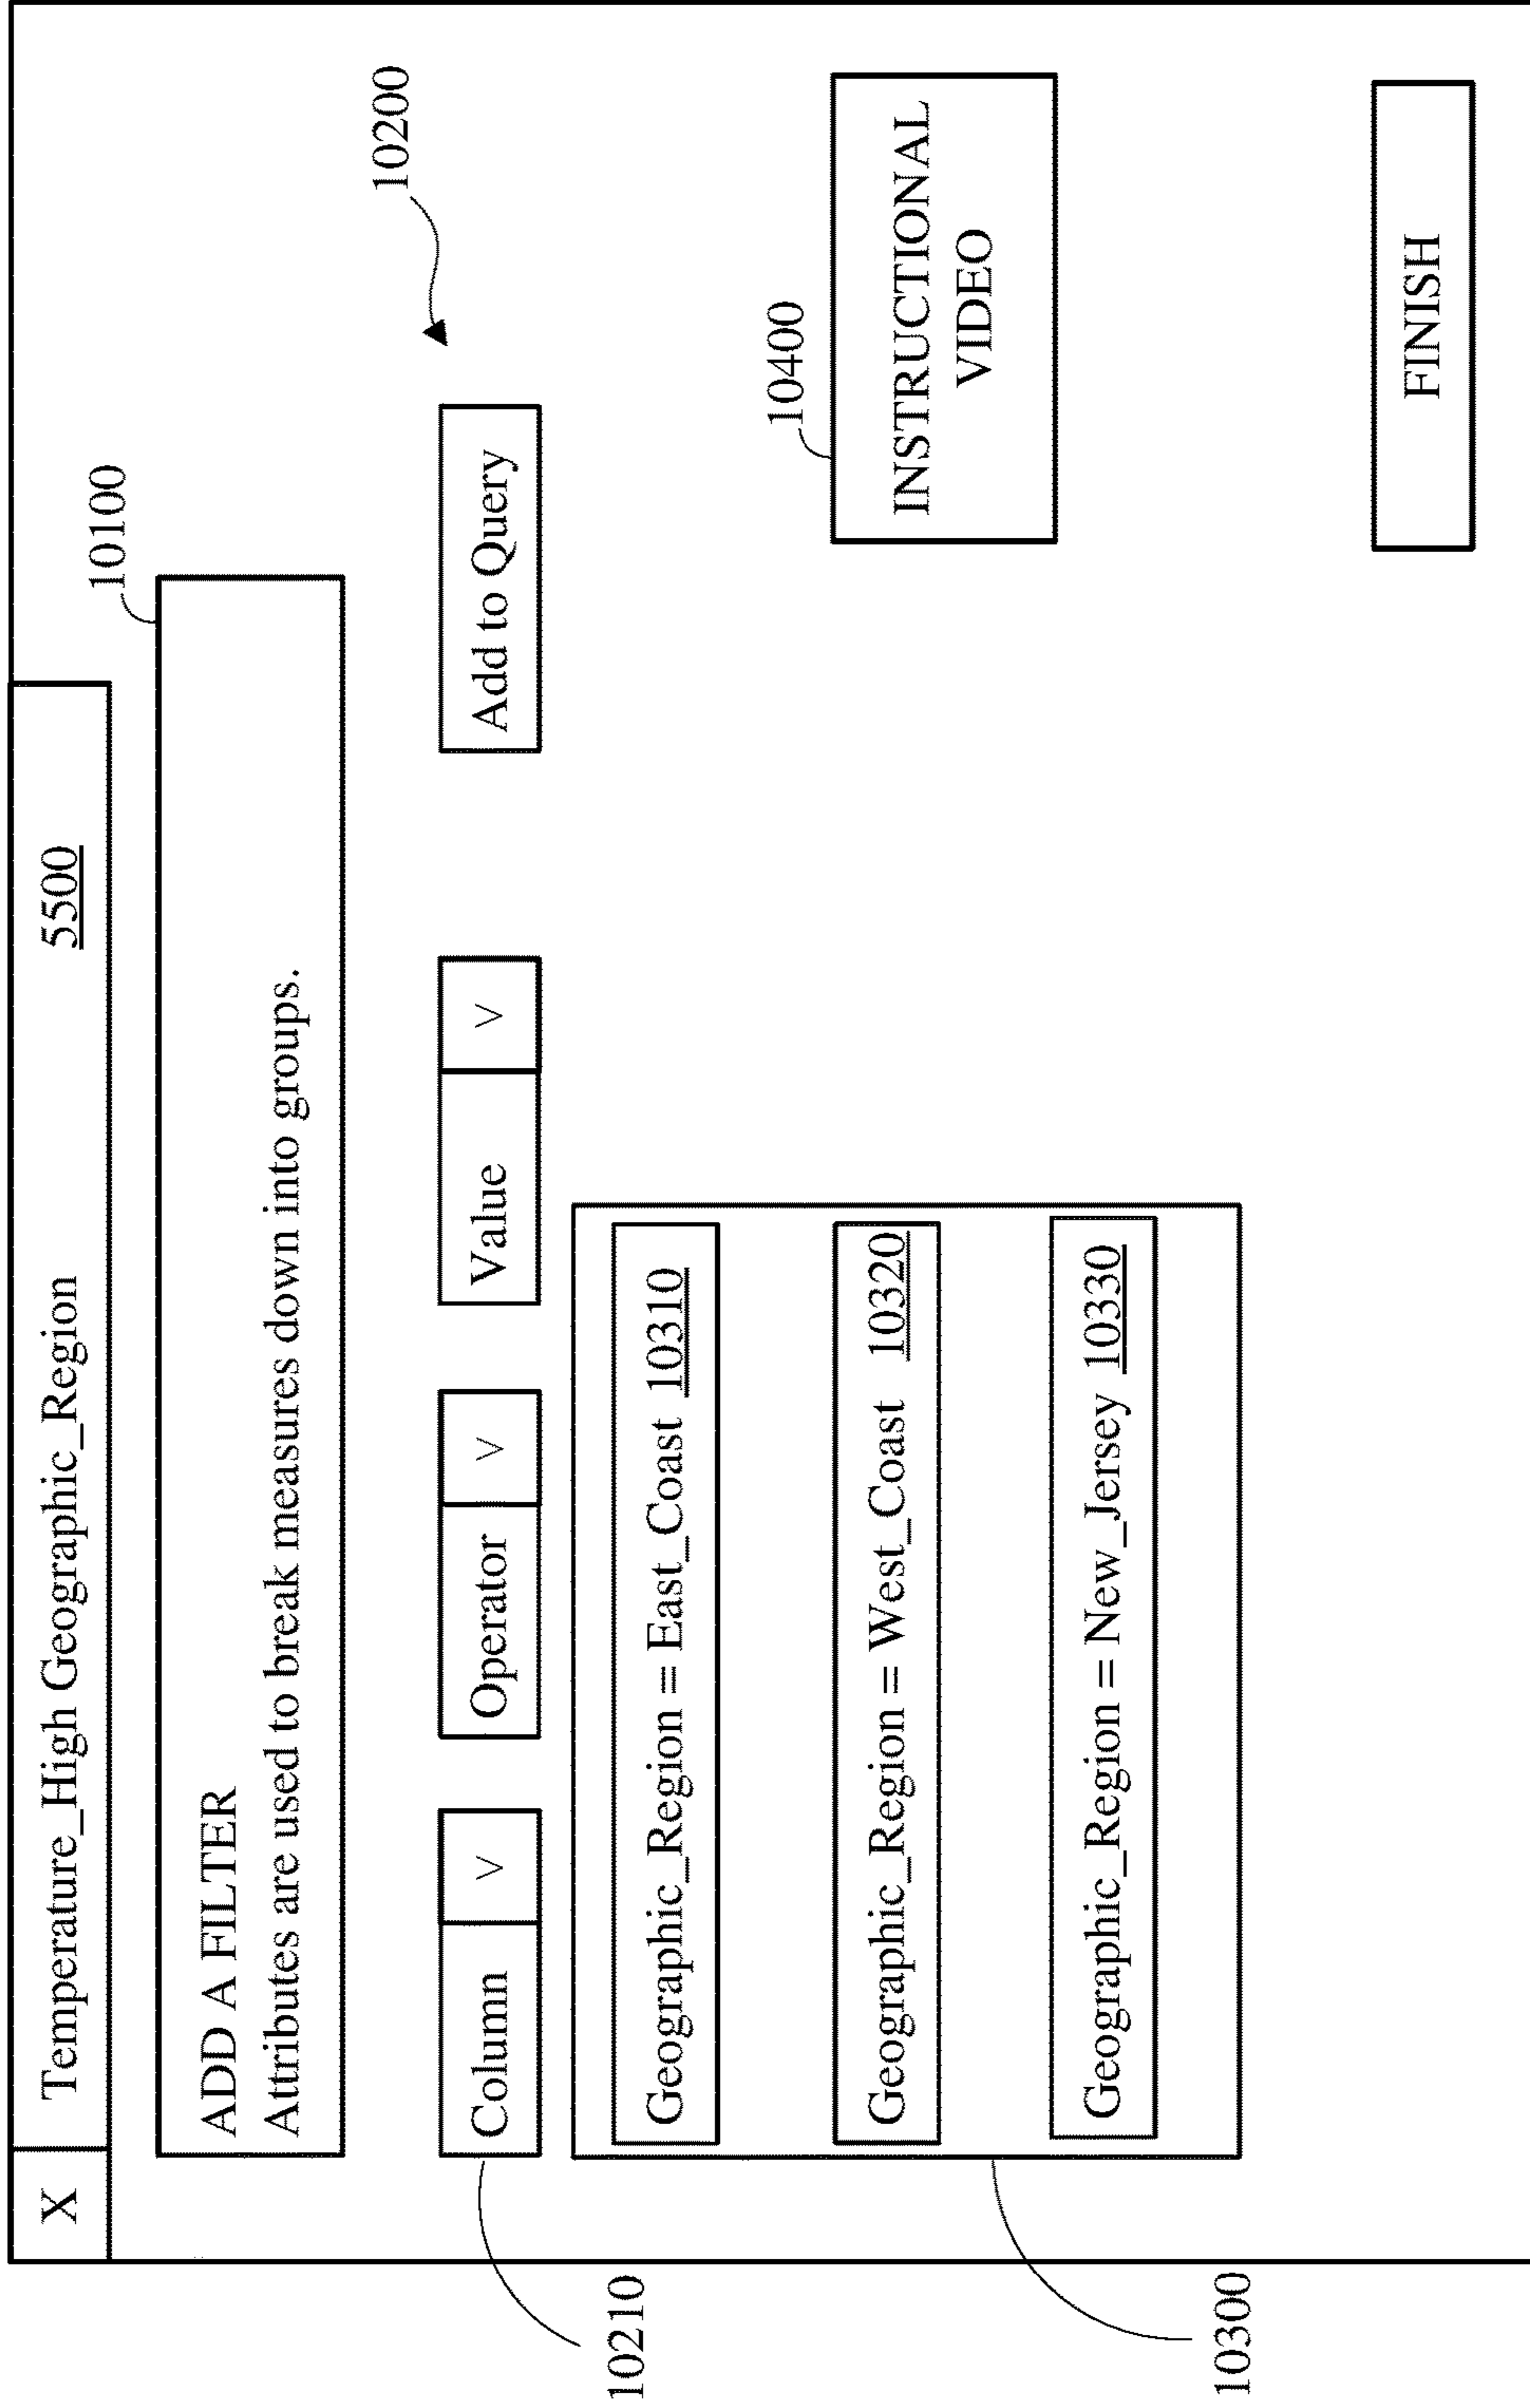 X
Temperature_High Geographic_Region
5500
10100
ADD A FILTER
Attributes are used to break measures down into groups.
10200
10210
Column
V
Operator
V
Value
V
Add to Query
10300
Geographic_Region = East_Coast 10310
Geographic_Region = West_Coast 10320
Geographic_Region = New_Jersey 10330
10400
INSTRUCTIONAL
VIDEO
FINISH